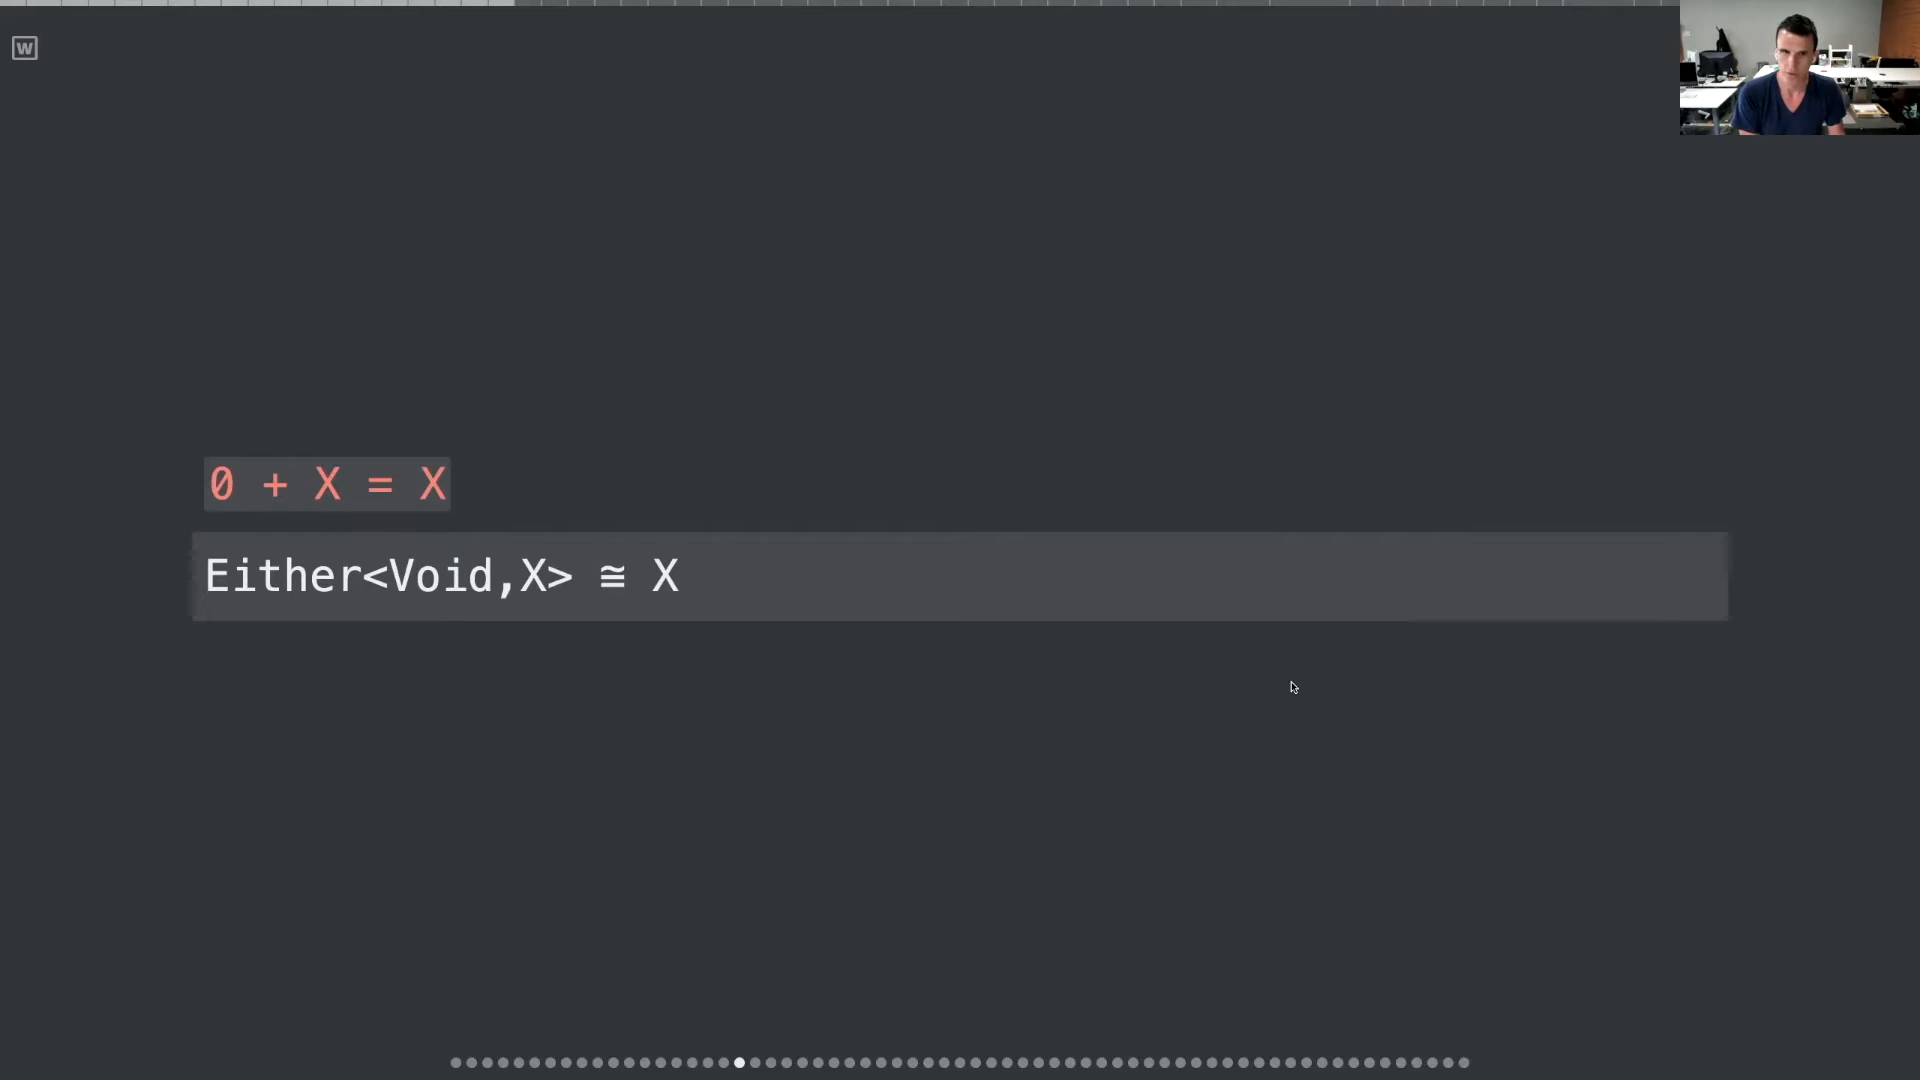 W
0 + X = X
Either<Void,X> ≅ X